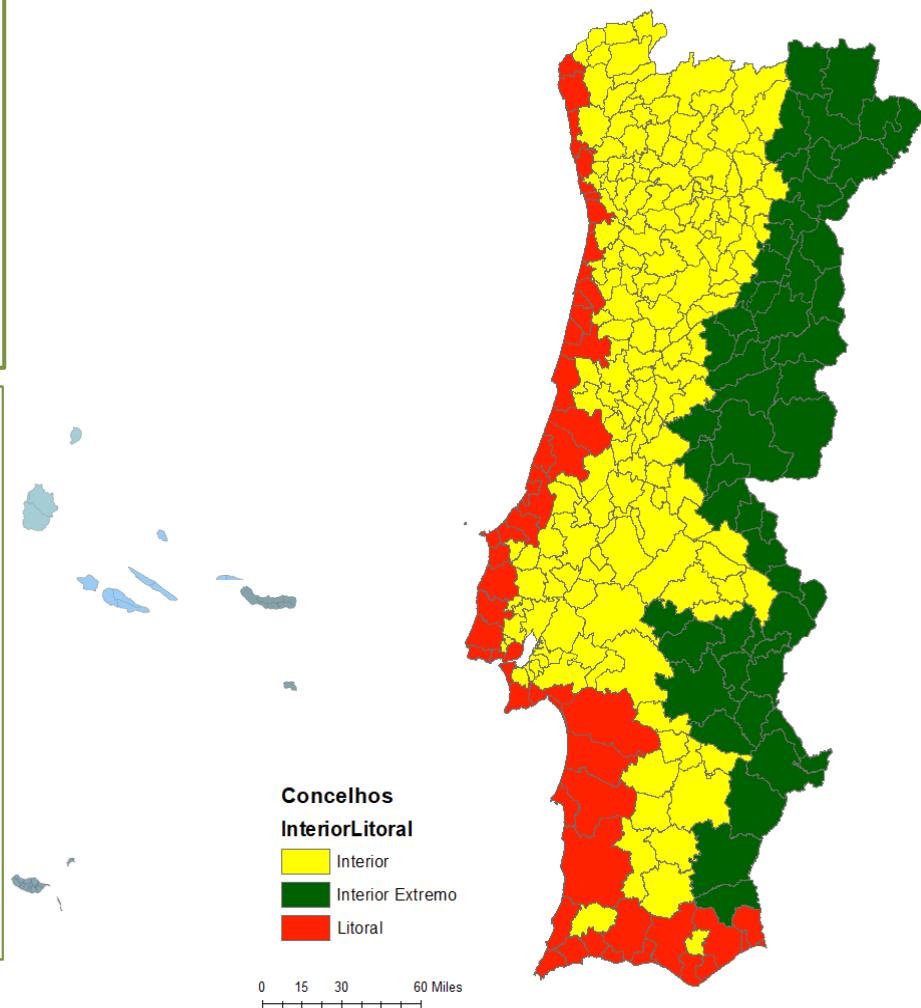 Concelhos
InteriorLitoral
Interior
Interior Extremo
Litoral
0 15 30 60 Miles